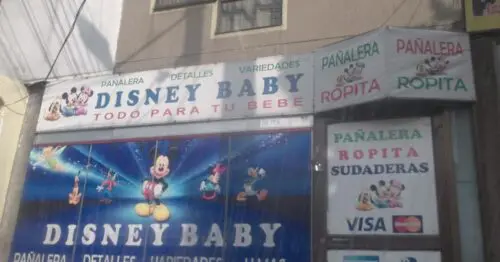 PAÑALERA DETALLES VARIEDADES
DISNEY BABY
TODO PARA TU BEBE
PAÑALERA
ROPITA
PAÑALERA
ROPITA
PAÑALERA
ROPITA
SUDADERAS
VISA
DISNEY BABY
PAÑALERA DETALLES VARIEDADES